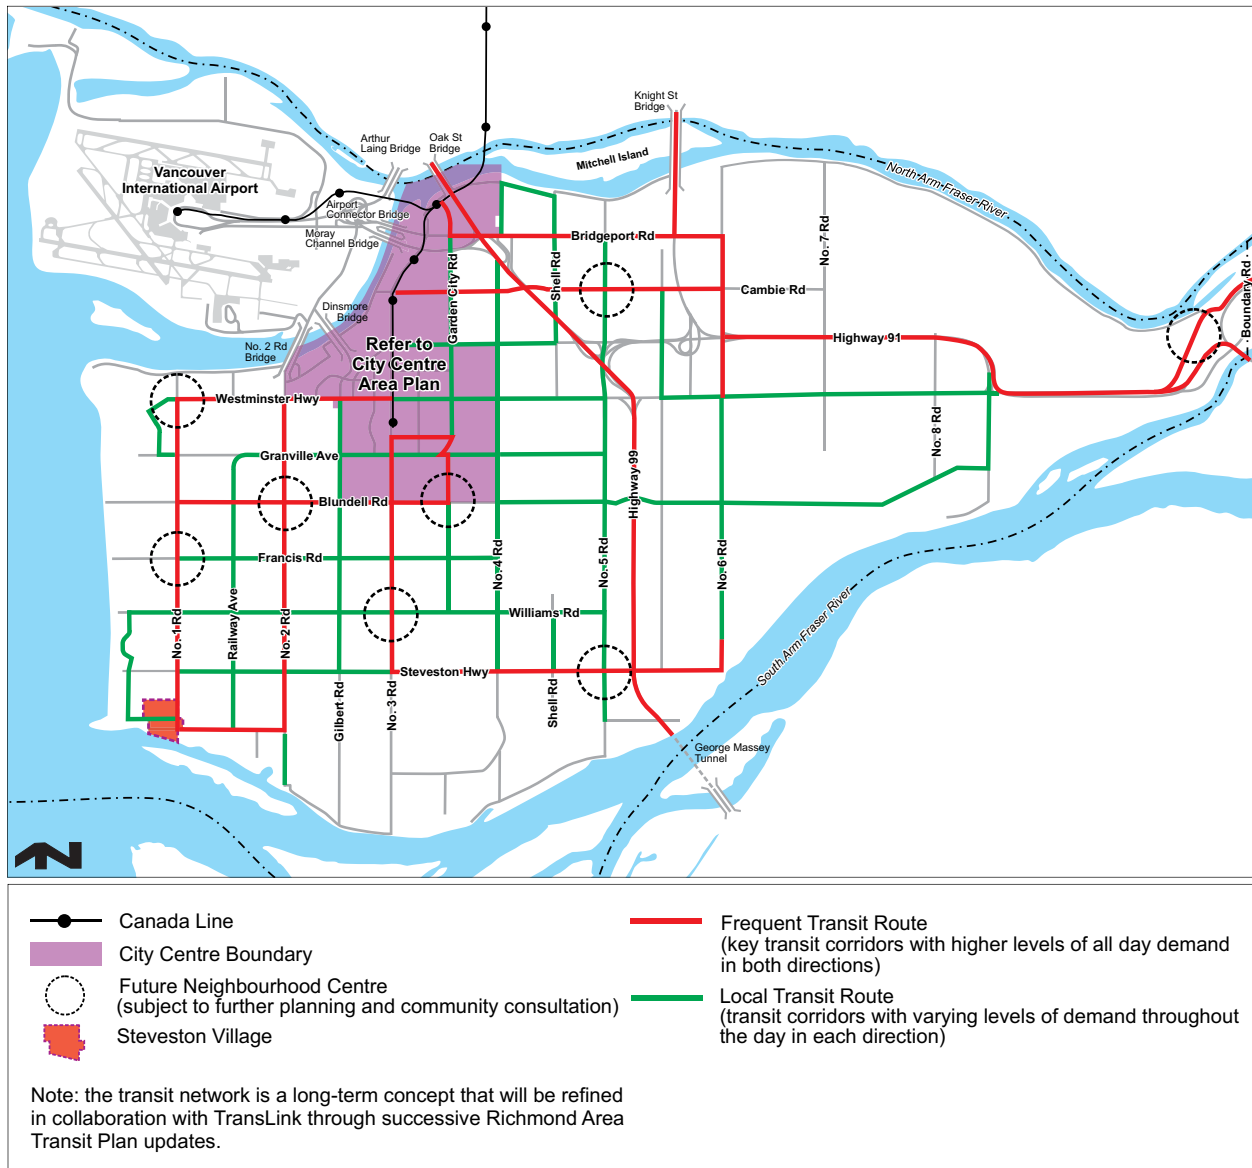 Knight St
Bridge
Arthur
Laing Bridge
Oak St
Bridge
Mitchell Island
Vancouver
International Airport
North Arm Fraser River
Airport
Connector Bridge
Moray
Channel Bridge
Bridgeport Rd
No. 7 Rd
Garden City Rd
Shell Rd
Cambie Rd
Boundary Rd
Dinsmore
Bridge
No. 2 Rd
Bridge
Refer to
City Centre
Area Plan
Highway 91
Westminster Hwy
No. 8 Rd
Granville Ave
Highway 99
Blundell Rd
Francis Rd
No. 4 Rd
No. 5 Rd
No. 6 Rd
Williams Rd
No. 1 Rd
Railway Ave
No. 2 Rd
South Arm Fraser River
Steveston Hwy
Gilbert Rd
No. 3 Rd
Shell Rd
George Massey
Tunnel
N
Canada Line
City Centre Boundary
Future Neighbourhood Centre
(subject to further planning and community consultation)
Steveston Village
Frequent Transit Route
(key transit corridors with higher levels of all day demand
in both directions)
Local Transit Route
(transit corridors with varying levels of demand throughout
the day in each direction)
Note: the transit network is a long-term concept that will be refined
in collaboration with TransLink through successive Richmond Area
Transit Plan updates.